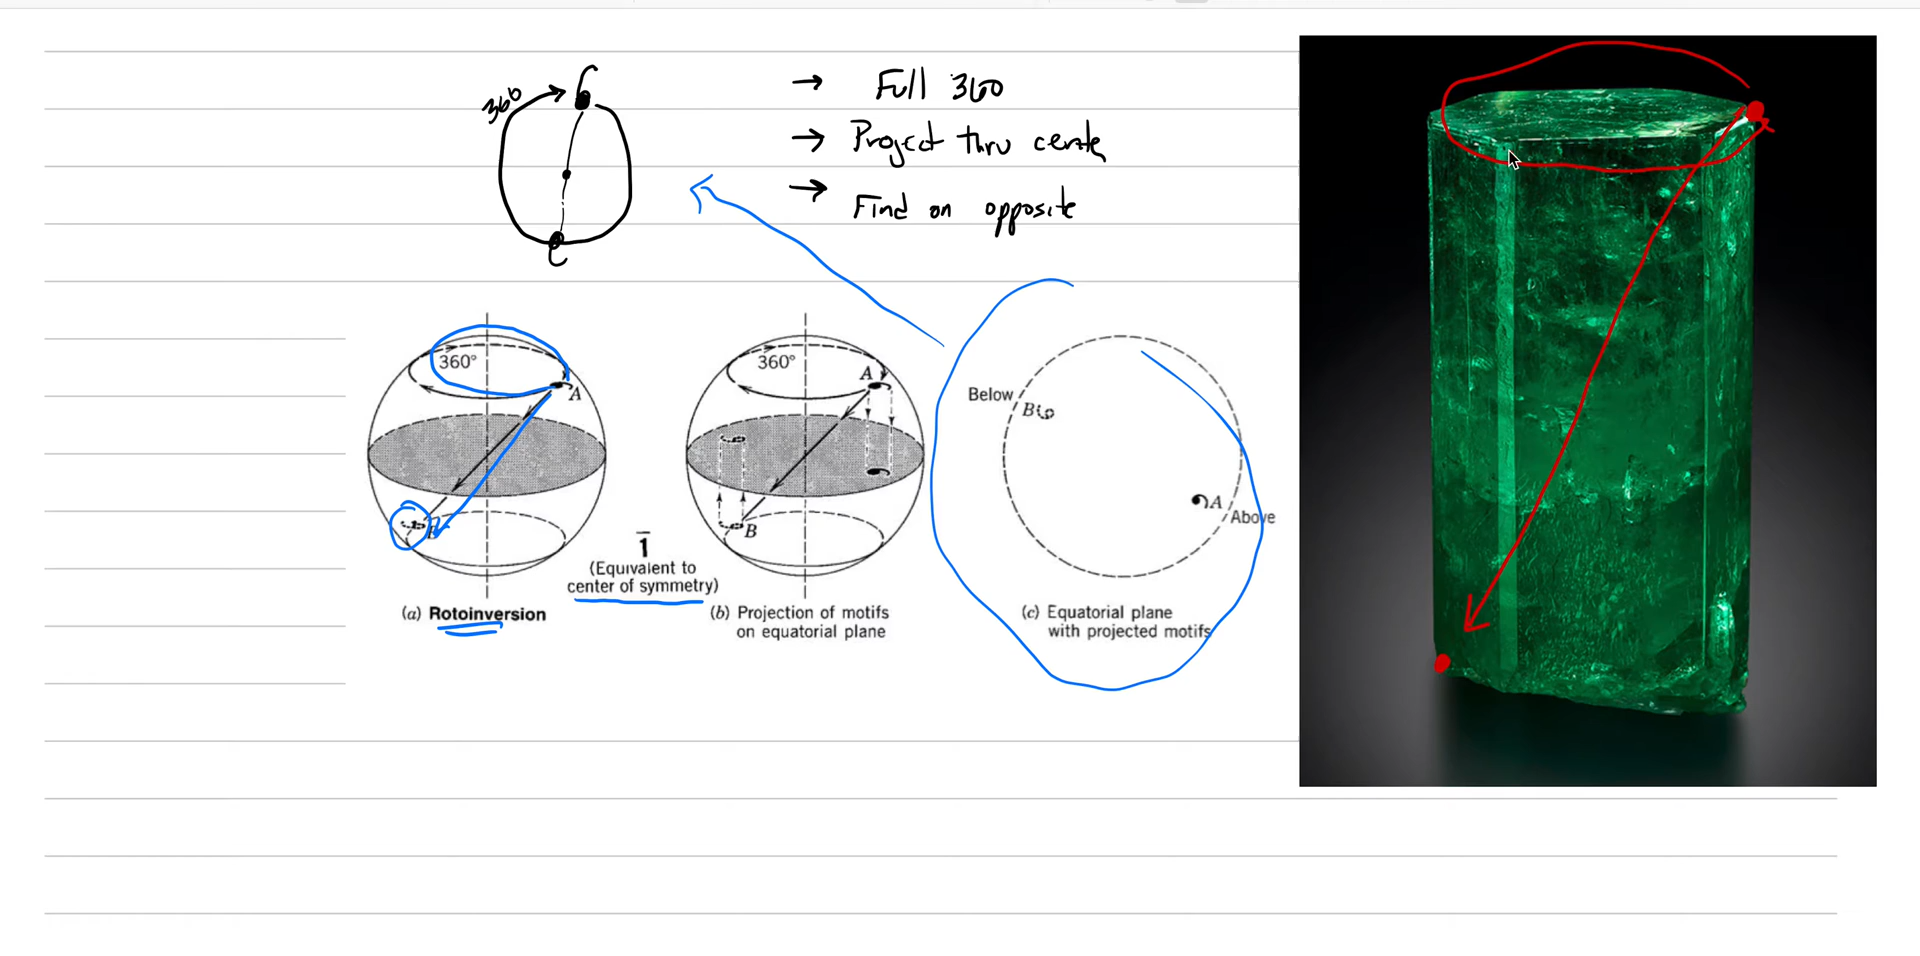 360°
→ Full 360
→ Project thru cente
→ Find on opposite
360°
A
B
1̅
(Equivalent to
center of symmetry)
(a) Rotoinversion
360°
A
B
(b) Projection of motifs
on equatorial plane
Below
B
A
Above
(c) Equatorial plane
with projected motifs